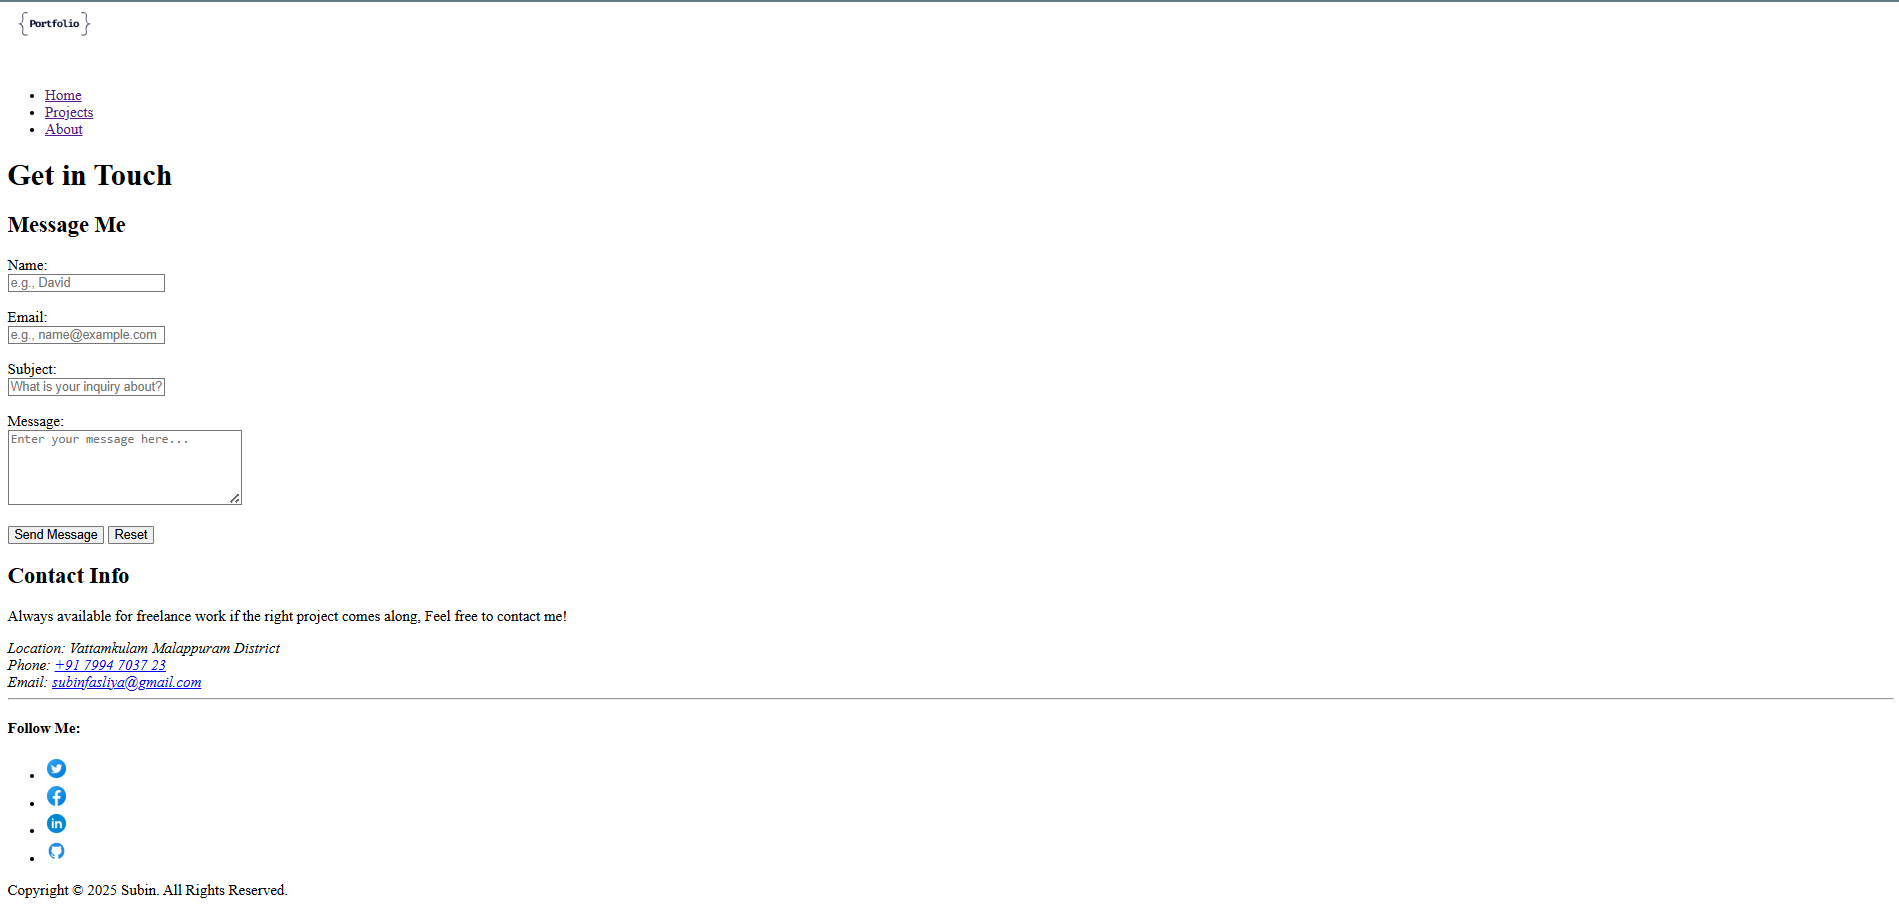 {Portfolio}
Home
Projects
About
Get in Touch
Message Me
Name:
e.g., David
Email:
e.g., name@example.com
Subject:
What is your inquiry about?
Message:
Enter your message here...
Send Message Reset
Contact Info
Always available for freelance work if the right project comes along, Feel free to contact me!
Location: Vattamkulam Malappuram District
Phone: +91 7994 7037 23
Email: subinfasliya@gmail.com
Follow Me:
in
Copyright © 2025 Subin. All Rights Reserved.